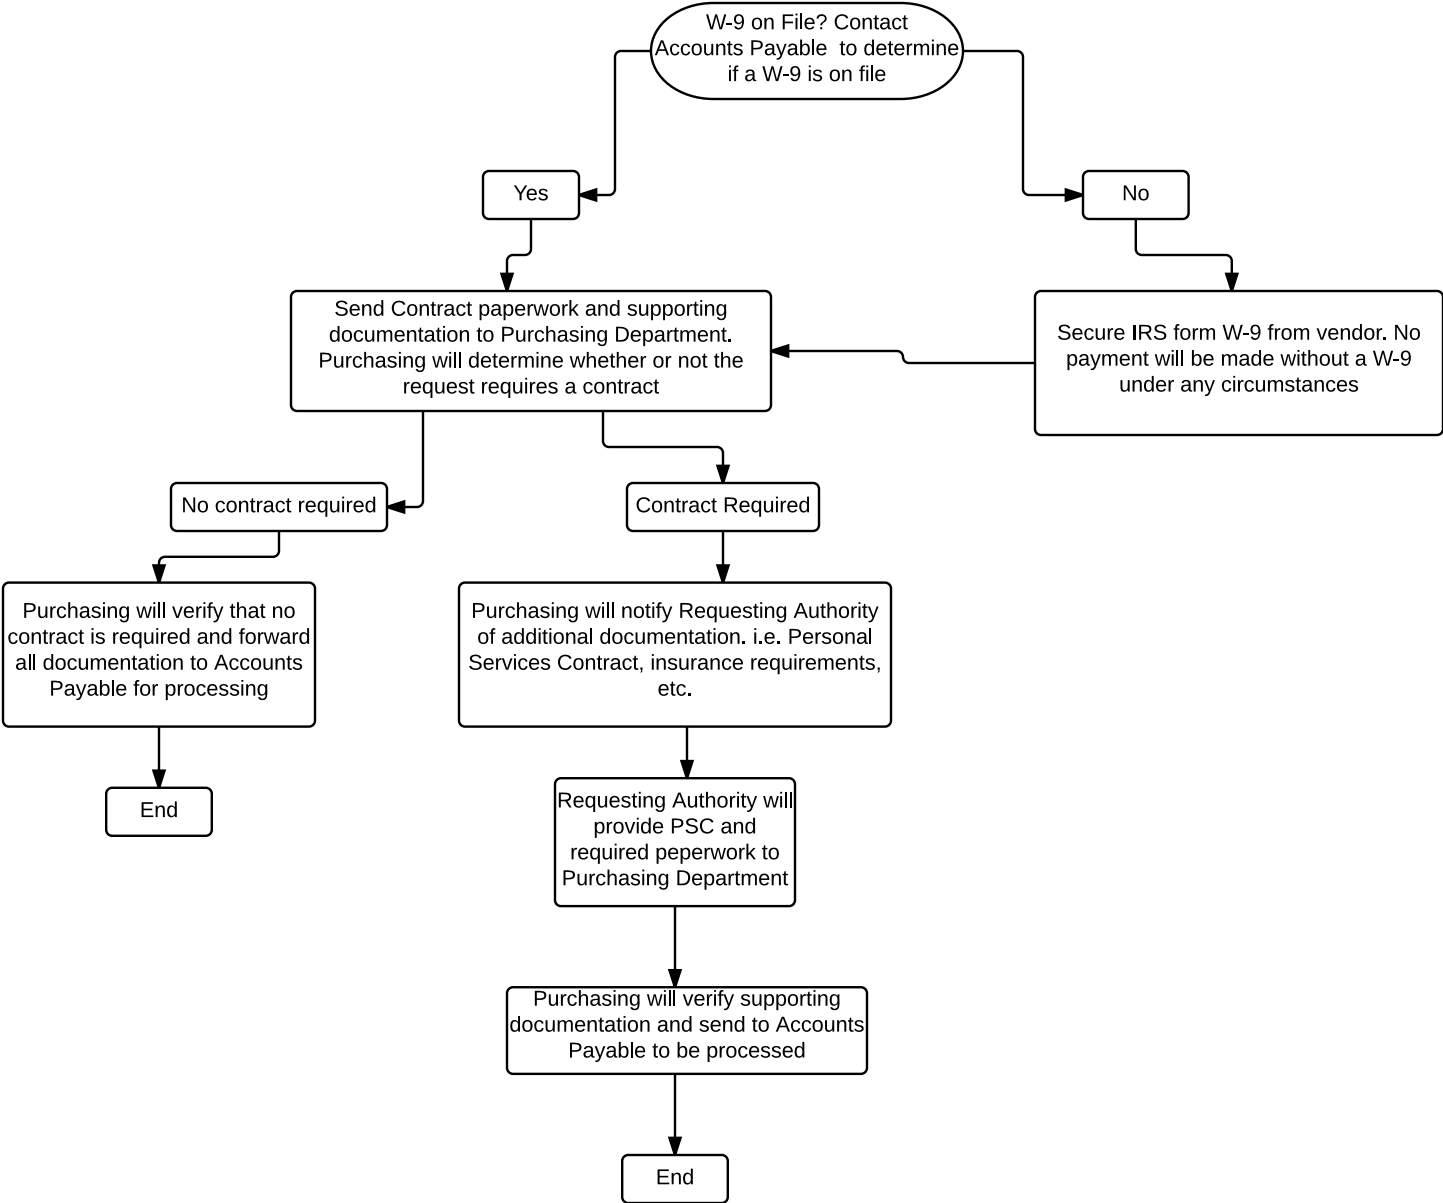 W-9 on File? Contact
Accounts Payable  to determine
if a W-9 is on file
Yes
No
Send Contract paperwork and supporting
documentation to Purchasing Department.
Purchasing will determine whether or not the
request requires a contract
Secure IRS form W-9 from vendor. No
payment will be made without a W-9
under any circumstances
No contract required
Contract Required
Purchasing will verify that no
contract is required and forward
all documentation to Accounts
Payable for processing
Purchasing will notify Requesting Authority
of additional documentation. i.e. Personal
Services Contract, insurance requirements,
etc.
End
Requesting Authority will
provide PSC and
required peperwork to
Purchasing Department
Purchasing will verify supporting
documentation and send to Accounts
Payable to be processed
End